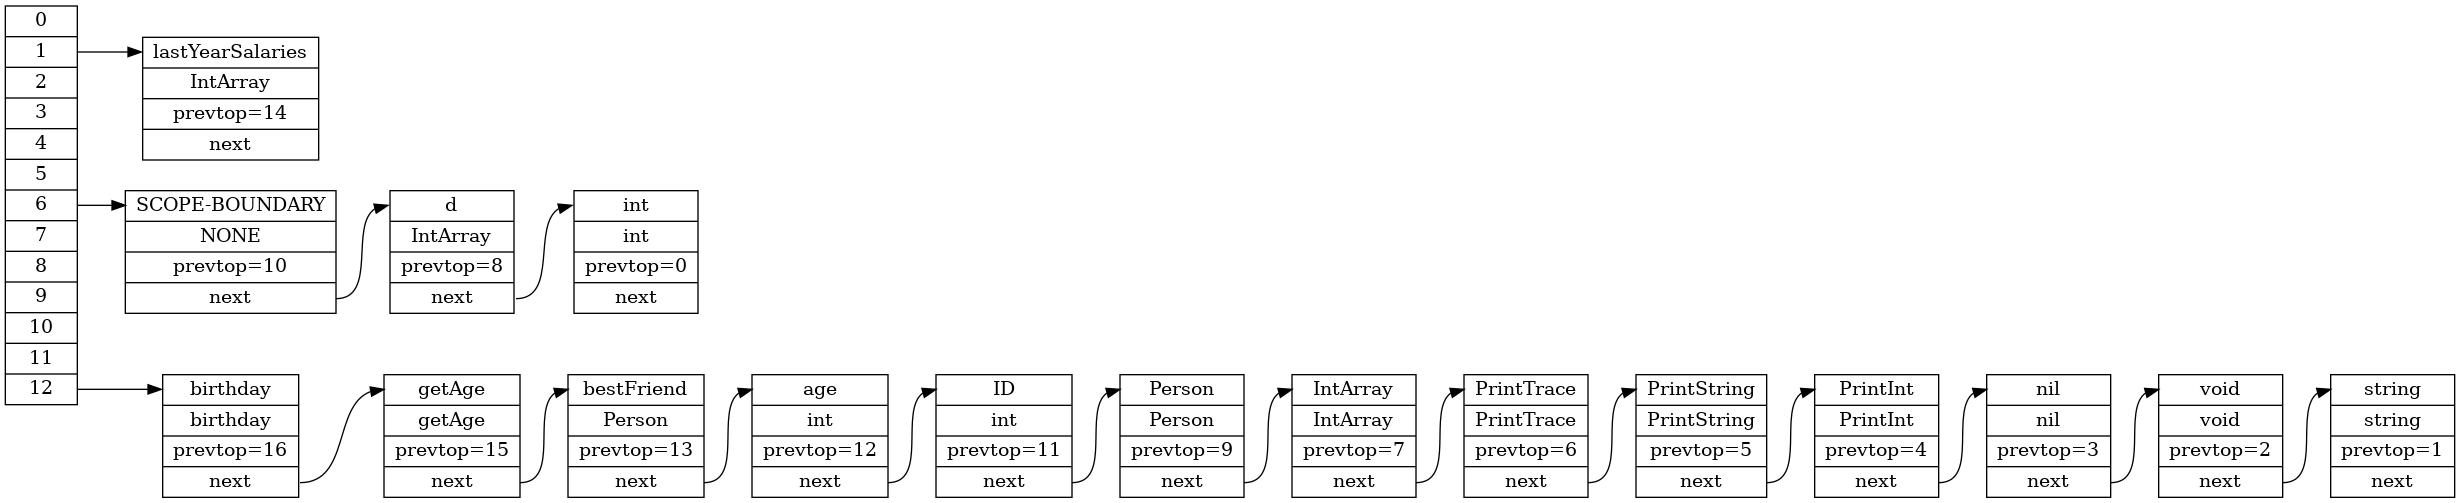 0
1
2
3
4
5
6
7
8
9
10
11
12
lastYearSalaries
IntArray
prevtop=14
next
SCOPE-BOUNDARY
NONE
prevtop=10
next
d
IntArray
prevtop=8
next
int
int
prevtop=0
next
birthday
birthday
prevtop=16
next
getAge
getAge
prevtop=15
next
bestFriend
Person
prevtop=13
next
age
int
prevtop=12
next
ID
int
prevtop=11
next
Person
Person
prevtop=9
next
IntArray
IntArray
prevtop=7
next
PrintTrace
PrintTrace
prevtop=6
next
PrintString
PrintString
prevtop=5
next
PrintInt
PrintInt
prevtop=4
next
nil
nil
prevtop=3
next
void
void
prevtop=2
next
string
string
prevtop=1
next